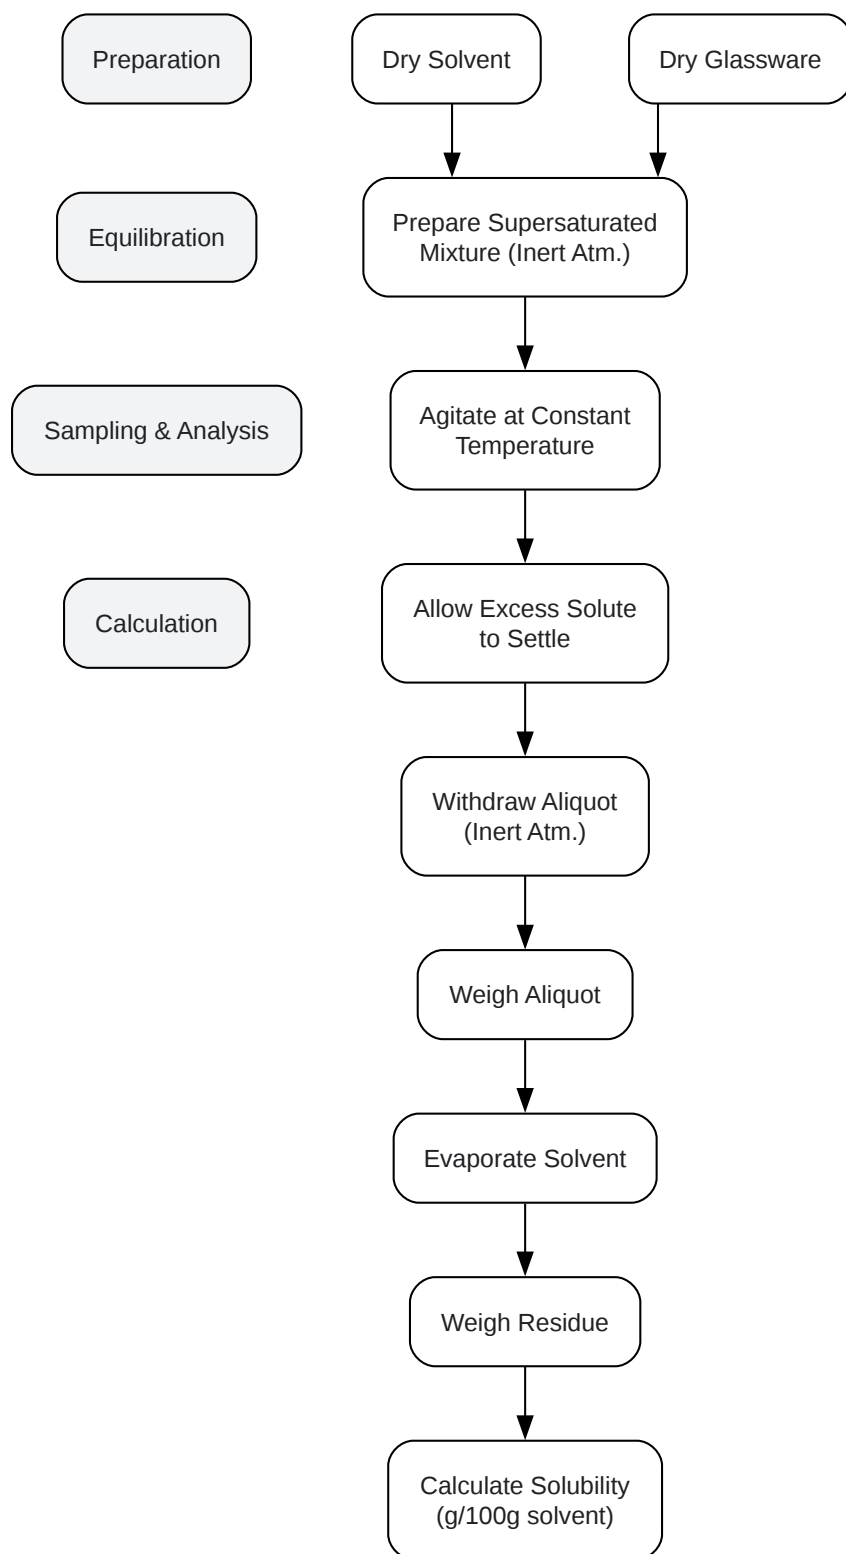 Preparation
Dry Solvent
Dry Glassware
Equilibration
Prepare Supersaturated
Mixture (Inert Atm.)
Sampling & Analysis
Agitate at Constant
Temperature
Calculation
Allow Excess Solute
to Settle
Withdraw Aliquot
(Inert Atm.)
Weigh Aliquot
Evaporate Solvent
Weigh Residue
Calculate Solubility
(g/100g solvent)